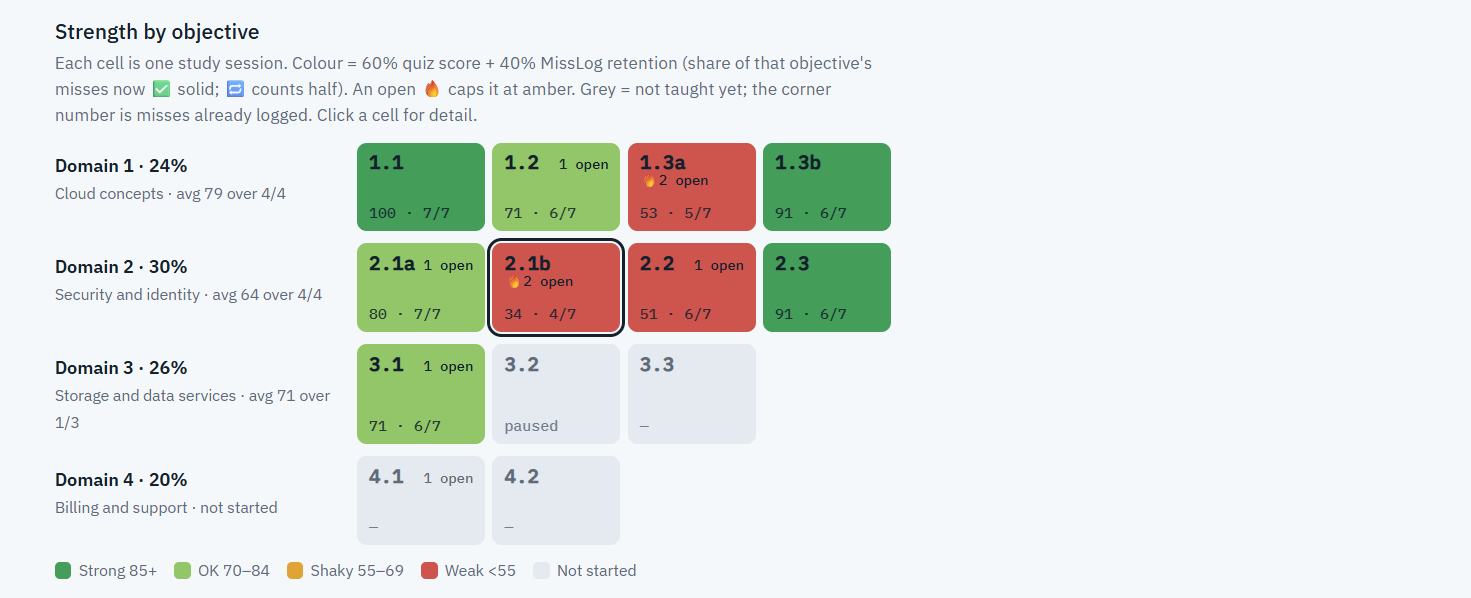 Strength by objective
Each cell is one study session. Colour = 60% quiz score + 40% MissLog retention (share of that objective's
misses now ✅ solid; 🔁 counts half). An open 🔥 caps it at amber. Grey = not taught yet; the corner
number is misses already logged. Click a cell for detail.
Domain 1 · 24%
Cloud concepts · avg 79 over 4/4
1.1
100 · 7/7
1.2 1 open
71 · 6/7
1.3a
🔥2 open
53 · 5/7
1.3b
91 · 6/7
Domain 2 · 30%
Security and identity · avg 64 over 4/4
2.1a 1 open
80 · 7/7
2.1b
🔥2 open
34 · 4/7
2.2 1 open
51 · 6/7
2.3
91 · 6/7
Domain 3 · 26%
Storage and data services · avg 71 over
1/3
3.1 1 open
71 · 6/7
3.2
paused
3.3
–
Domain 4 · 20%
Billing and support · not started
4.1 1 open
–
4.2
–
Strong 85+ OK 70–84 Shaky 55–69 Weak <55 Not started